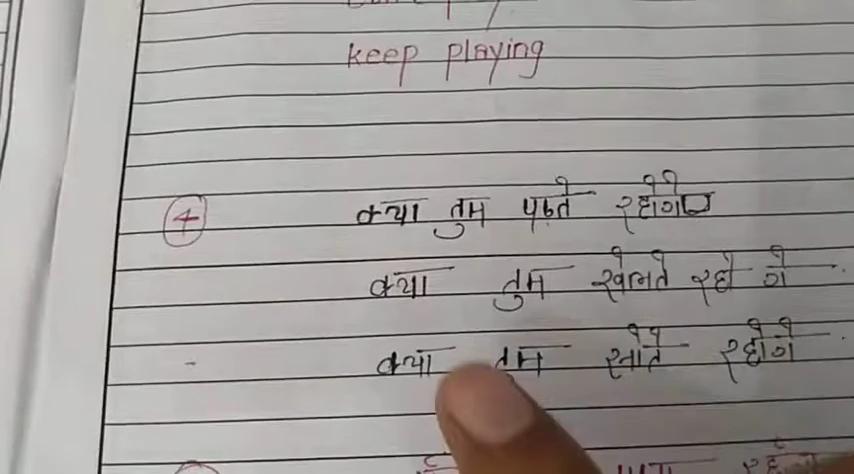 keep playing
4 क्या तुम पढ़ते रहोगे
क्या तुम खेलते रहो गे
क्या तुम खाते रहोगे